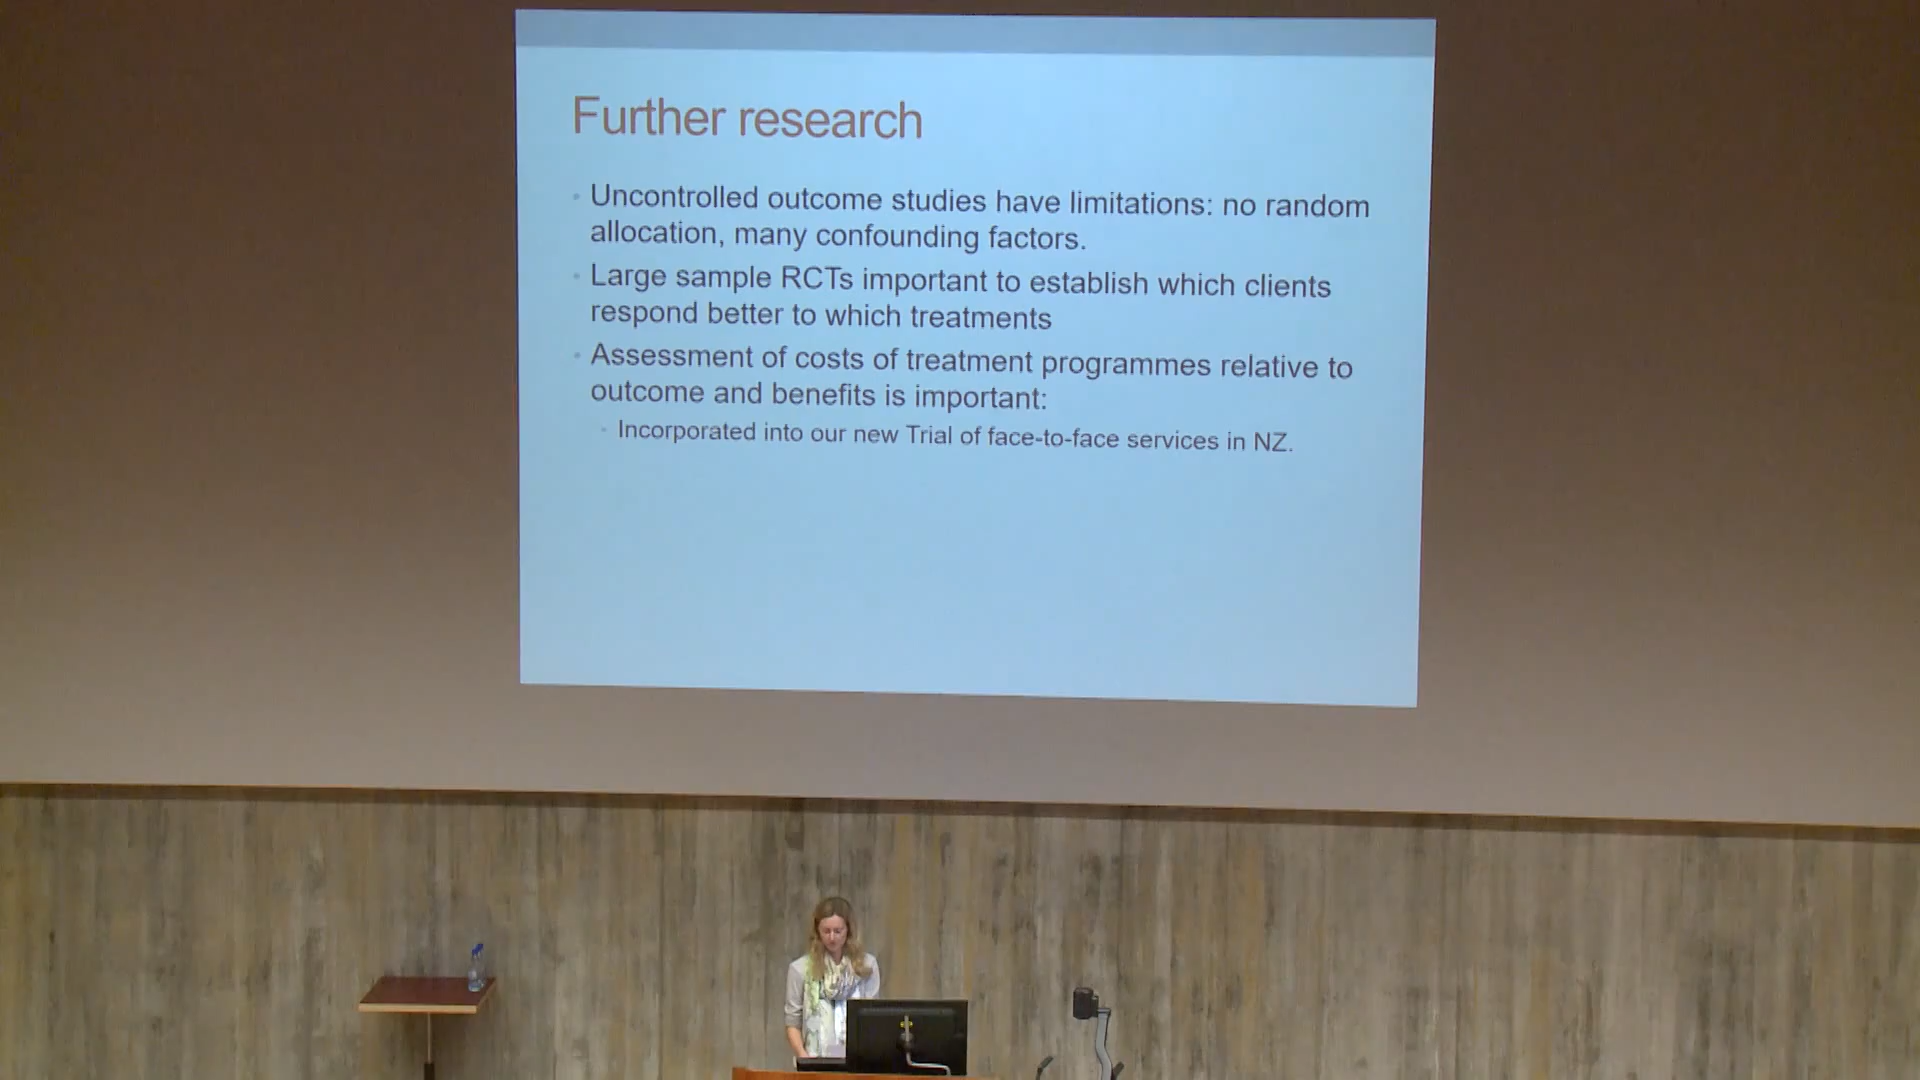 Further research
• Uncontrolled outcome studies have limitations: no random
allocation, many confounding factors.
• Large sample RCTs important to establish which clients
respond better to which treatments
• Assessment of costs of treatment programmes relative to
outcome and benefits is important:
• Incorporated into our new Trial of face-to-face services in NZ.